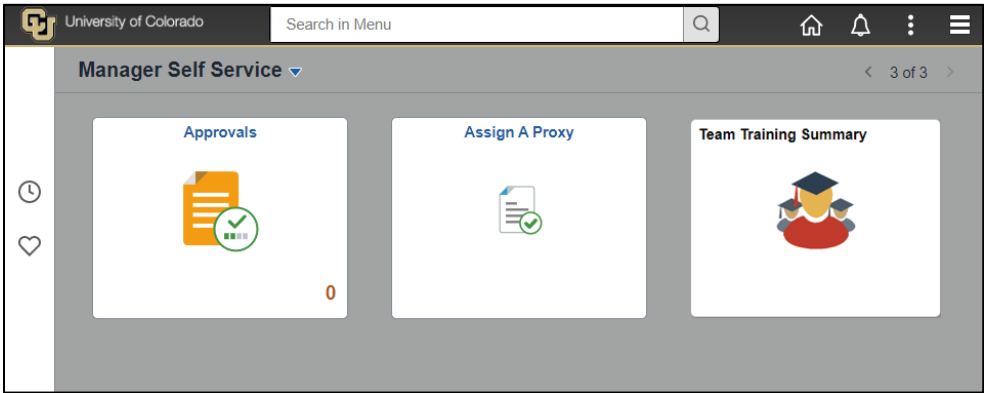 CU University of Colorado Search in Menu
Manager Self Service 3 of 3
Approvals Assign A Proxy Team Training Summary
0